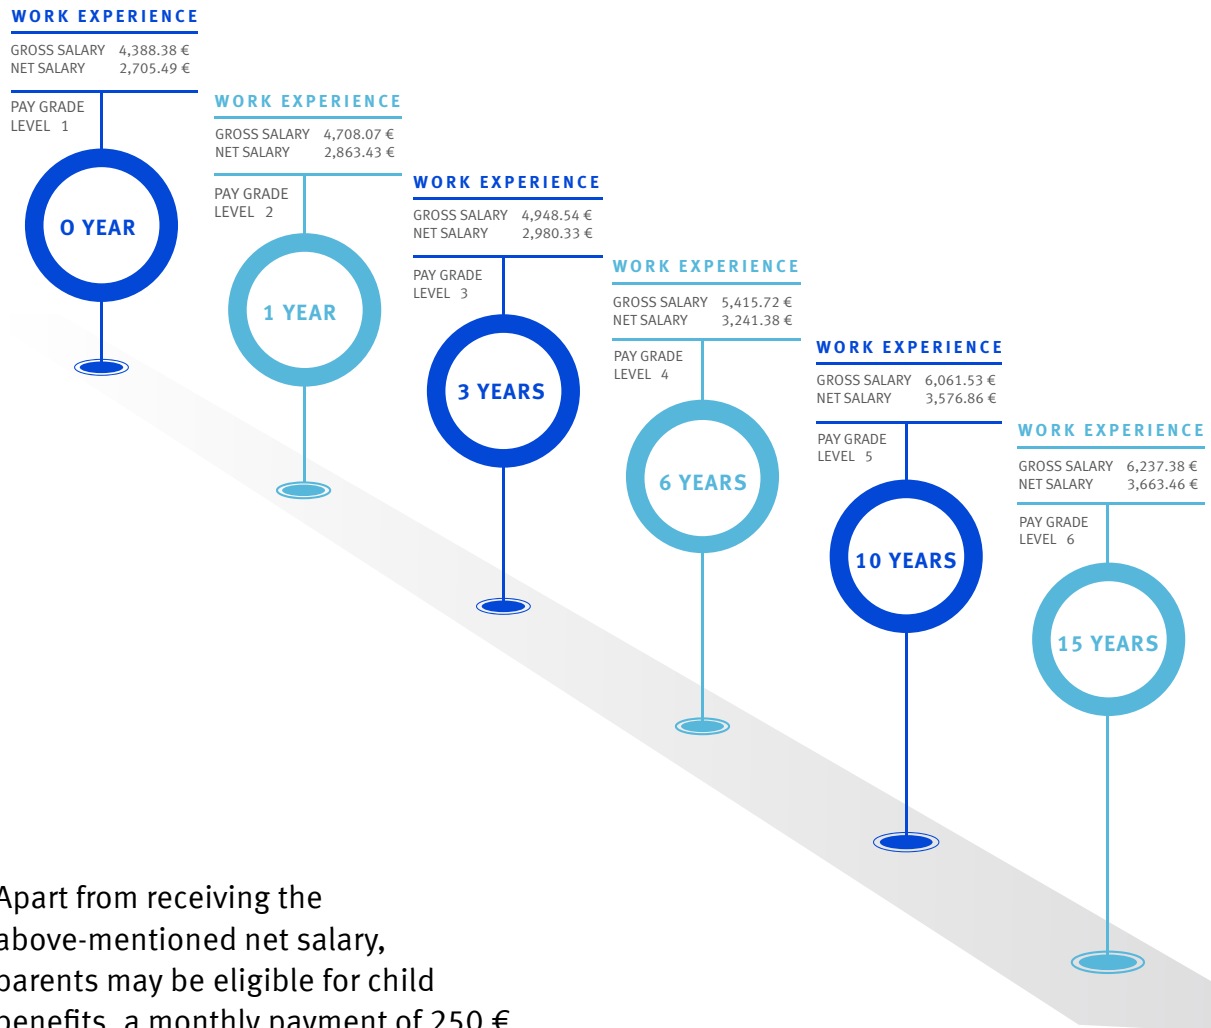 WORK EXPERIENCE
GROSS SALARY 4,388.38 €
NET SALARY 2,705.49 €
PAY GRADE
LEVEL 1
O YEAR
WORK EXPERIENCE
GROSS SALARY 4,708.07 €
NET SALARY 2,863.43 €
PAY GRADE
LEVEL 2
1 YEAR
WORK EXPERIENCE
GROSS SALARY 4,948.54 €
NET SALARY 2,980.33 €
PAY GRADE
LEVEL 3
3 YEARS
WORK EXPERIENCE
GROSS SALARY 5,415.72 €
NET SALARY 3,241.38 €
PAY GRADE
LEVEL 4
6 YEARS
WORK EXPERIENCE
GROSS SALARY 6,061.53 €
NET SALARY 3,576.86 €
PAY GRADE
LEVEL 5
10 YEARS
WORK EXPERIENCE
GROSS SALARY 6,237.38 €
NET SALARY 3,663.46 €
PAY GRADE
LEVEL 6
15 YEARS
Apart from receiving the
above-mentioned net salary,
parents may be eligible for child
benefits, a monthly payment of 250 €